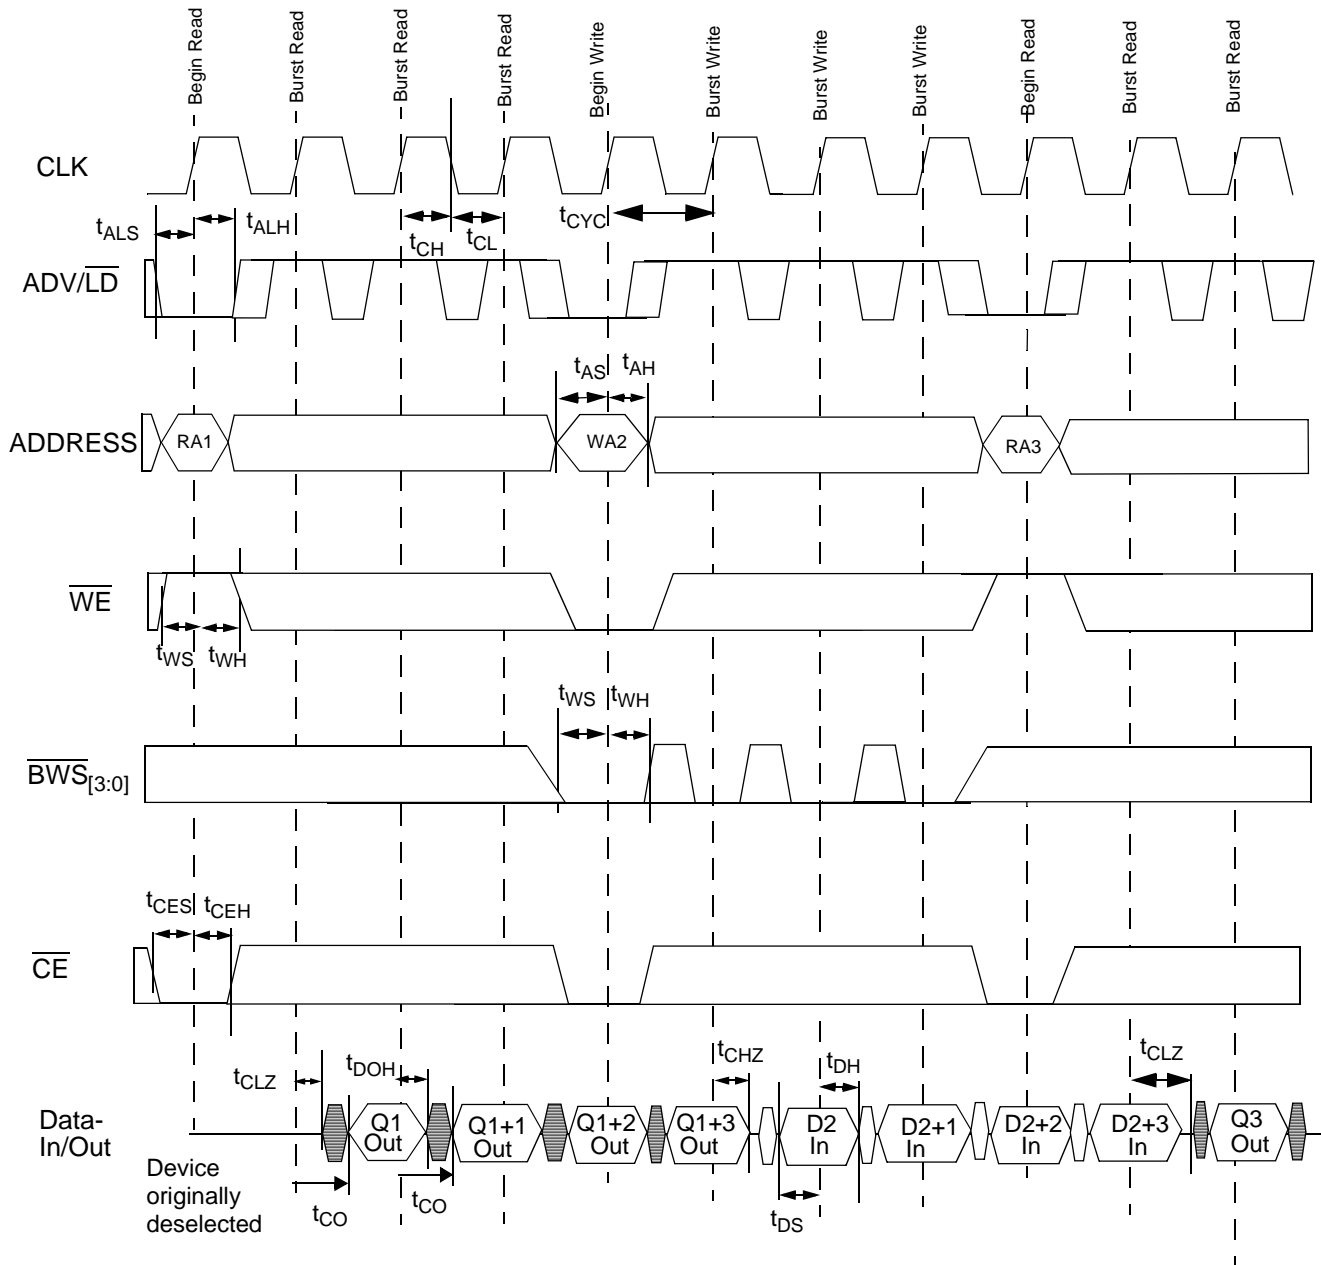 Begin Read
Burst Read
Burst Read
Burst Read
Begin Write
Burst Write
Burst Write
Burst Write
Begin Read
Burst Read
Burst Read
CLK
tALS
tALH
tCH
tCL
tCYC
ADV/LD
tAS
tAH
ADDRESS
RA1
WA2
RA3
WE
tWS
tWH
tWS
tWH
BWS[3:0]
tCES
tCEH
CE
tCLZ
tDOH
tCHZ
tDH
tCLZ
Data-
In/Out
Q1
Out
Q1+1
Out
Q1+2
Out
Q1+3
Out
D2
In
D2+1
In
D2+2
In
D2+3
In
Q3
Out
Device
originally
deselected
tCO
tCO
tDS